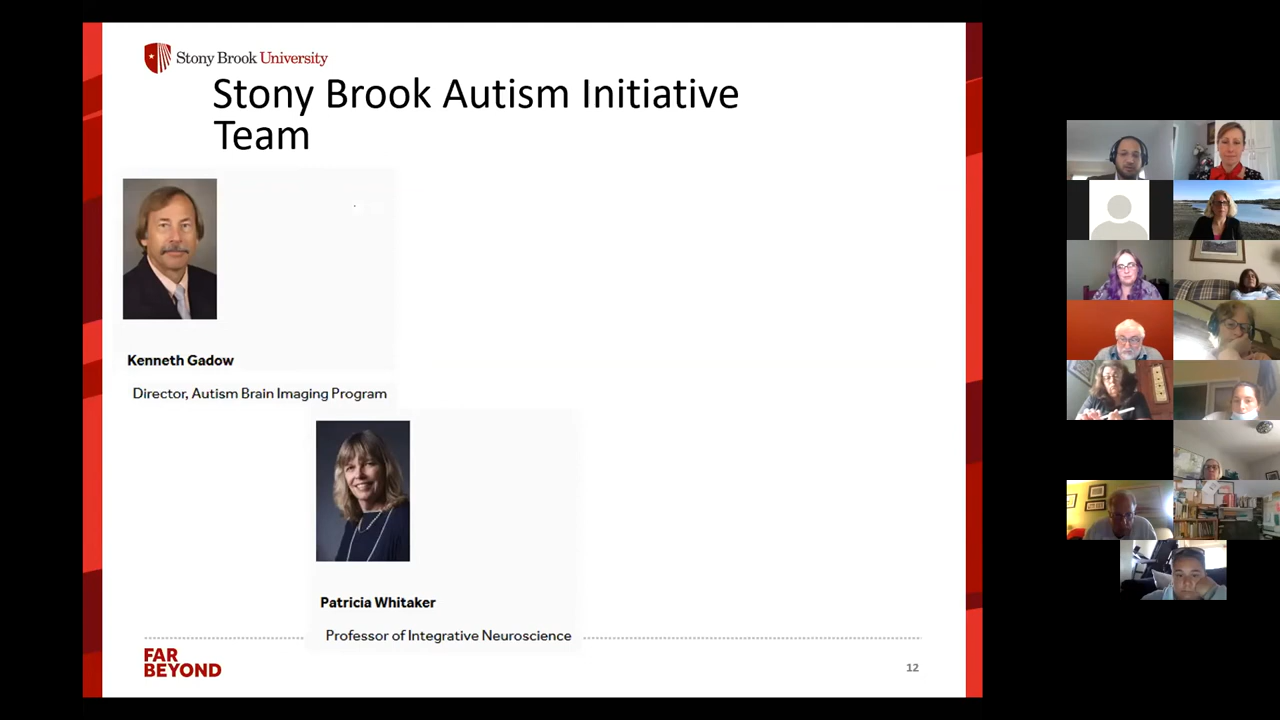 Stony Brook University
Stony Brook Autism Initiative
Team
Kenneth Gadow
Director, Autism Brain Imaging Program
Patricia Whitaker
Professor of Integrative Neuroscience
FAR
BEYOND
12